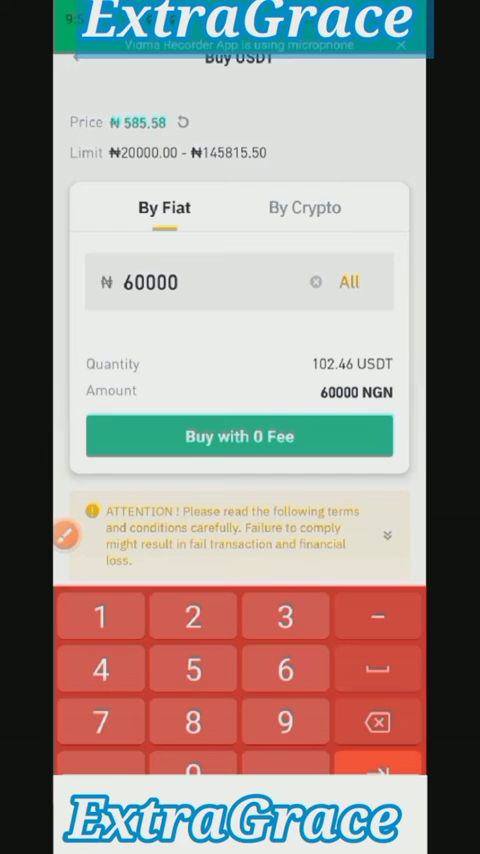 ExtraGrace
9:5
Vidma Recorder App is using microphone
Buy USDT
Price ₦ 585.58
Limit ₦20000.00 - ₦145815.50
By Fiat By Crypto
₦ 60000 All
Quantity 102.46 USDT
Amount 60000 NGN
Buy with 0 Fee
ATTENTION ! Please read the following terms
and conditions carefully. Failure to comply
might result in fail transaction and financial
loss.
1 2 3 –
4 5 6
7 8 9
0
ExtraGrace